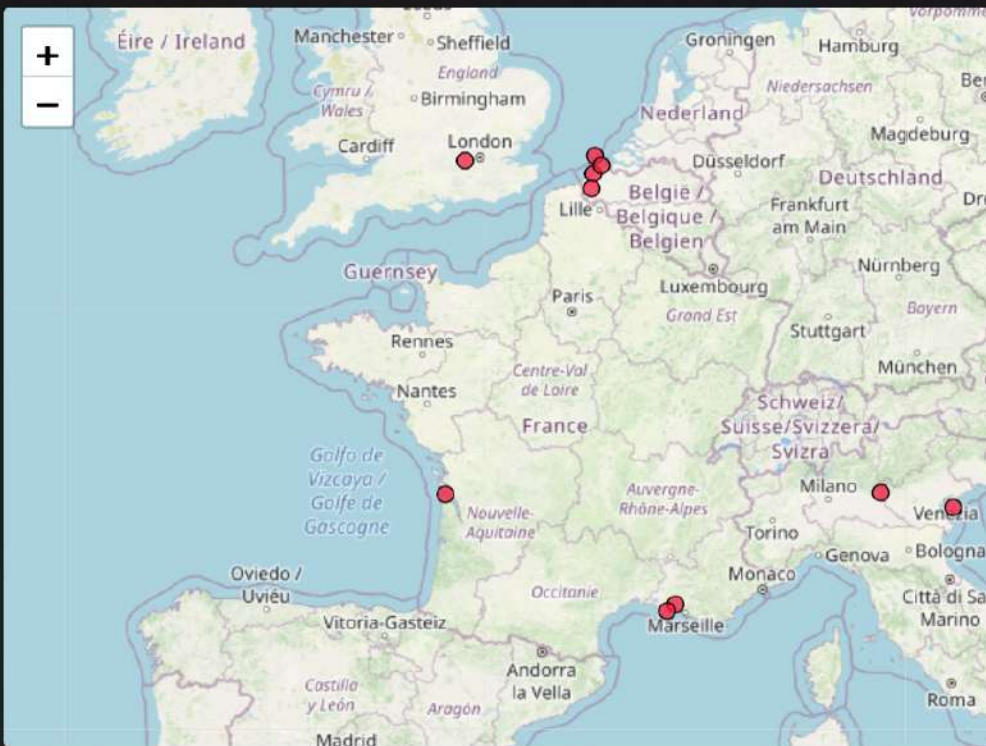 +
−
Éire / Ireland
Manchester
Sheffield
England
Cymru /
Wales
Birmingham
Cardiff
London
Groningen
Hamburg
Niedersachsen
Nederland
Magdeburg
Düsseldorf
Deutschland
België /
Belgique /
Belgien
Lille
Frankfurt
am Main
Guernsey
Luxembourg
Nürnberg
Paris
Grand Est
Bayern
Stuttgart
Rennes
München
Centre-Val
de Loire
Nantes
France
Schweiz/
Suisse/Svizzera/
Svizra
Golfo de
Vizcaya /
Golfe de
Gascogne
Nouvelle-
Aquitaine
Auvergne-
Rhône-Alpes
Milano
Venezia
Torino
Genova
Bologna
Oviedo /
Uviéu
Occitanie
Monaco
Città di Sa
Marino
Vitoria-Gasteiz
Marseille
Andorra
la Vella
Castilla
y León
Aragón
Roma
Madrid